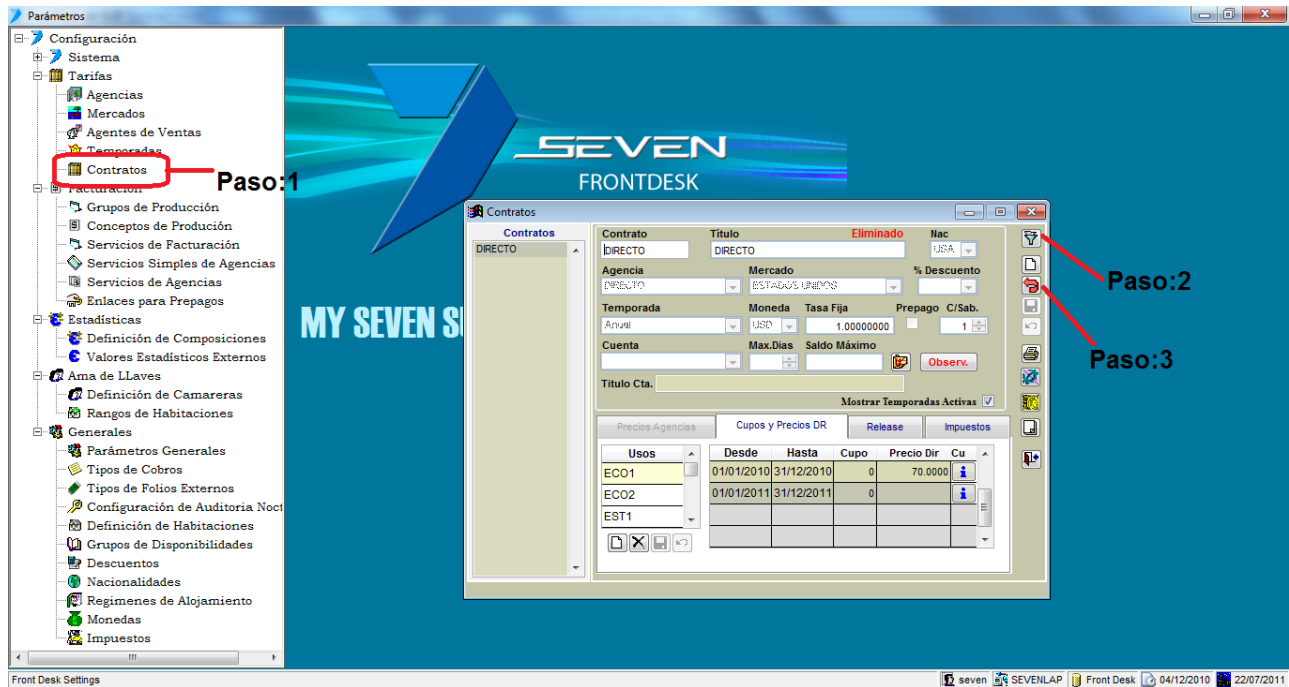 Parámetros
Configuración
Sistema
Tarifas
Agencias
Mercados
Agentes de Ventas
Temporadas
Contratos
Paso:1
Facturación
Grupos de Producción
Conceptos de Produción
Servicios de Facturación
Servicios Simples de Agencias
Servicios de Agencias
Enlaces para Prepagos
Estadísticas
Definición de Composiciones
Valores Estadísticos Externos
Ama de LLaves
Definición de Camareras
Rangos de Habitaciones
Generales
Parámetros Generales
Tipos de Cobros
Tipos de Folios Externos
Configuración de Auditoria Noct
Definición de Habitaciones
Grupos de Disponibilidades
Descuentos
Nacionalidades
Regimenes de Alojamiento
Monedas
Impuestos
SEVEN
FRONTDESK
MY SEVEN
Contratos
Contratos
DIRECTO
Contrato Titulo Eliminado Nac
DIRECTO DIRECTO USA
Agencia Mercado % Descuento
DIRECTO ESTADOS UNIDOS
Temporada Moneda Tasa Fija Prepago C/Sab.
Anual USD 1.00000000 1
Cuenta Max.Dias Saldo Máximo
Observ.
Titulo Cta.
Mostrar Temporadas Activas
Precios Agencias Cupos y Precios DR Release Impuestos
Usos Desde Hasta Cupo Precio Dir Cu
ECO1 01/01/2010 31/12/2010 0 70.0000
ECO2 01/01/2011 31/12/2011 0
EST1
Paso:2
Paso:3
Front Desk Settings seven SEVENLAP Front Desk 04/12/2010 22/07/2011